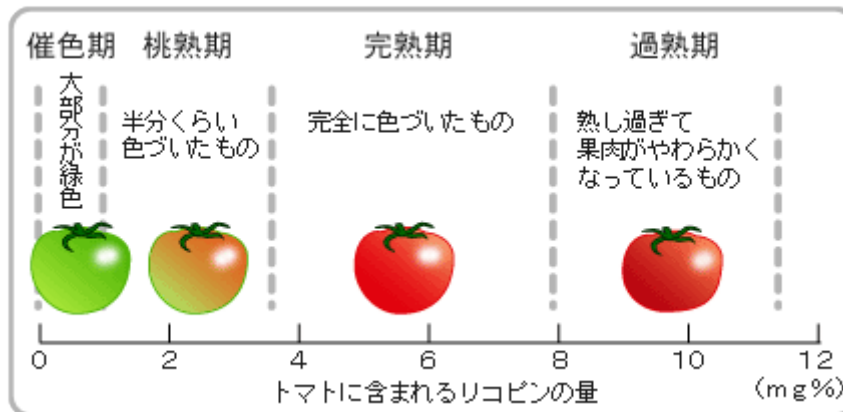 催色期
桃熟期
完熟期
過熟期
大部分が緑色
半分くらい
色づいたもの
完全に色づいたもの
熟し過ぎて
果肉がやわらかく
なっているもの
0
2
4
6
8
10
12
トマトに含まれるリコピンの量
(mg%)